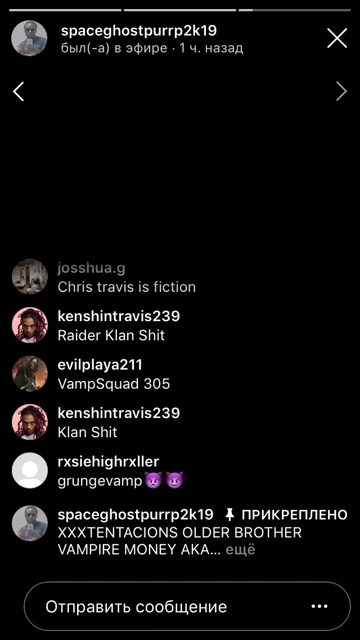 spaceghostpurrp2k19
был(-а) в эфире · 1 ч. назад
josshua.g
Chris travis is fiction
kenshintravis239
Raider Klan Shit
evilplaya211
VampSquad 305
kenshintravis239
Klan Shit
rxsiehighrxller
grungevamp😈😈
spaceghostpurrp2k19 📌 ПРИКРЕПЛЕНО
XXXTENTACIONS OLDER BROTHER
VAMPIRE MONEY AKA... ещё
Отправить сообщение